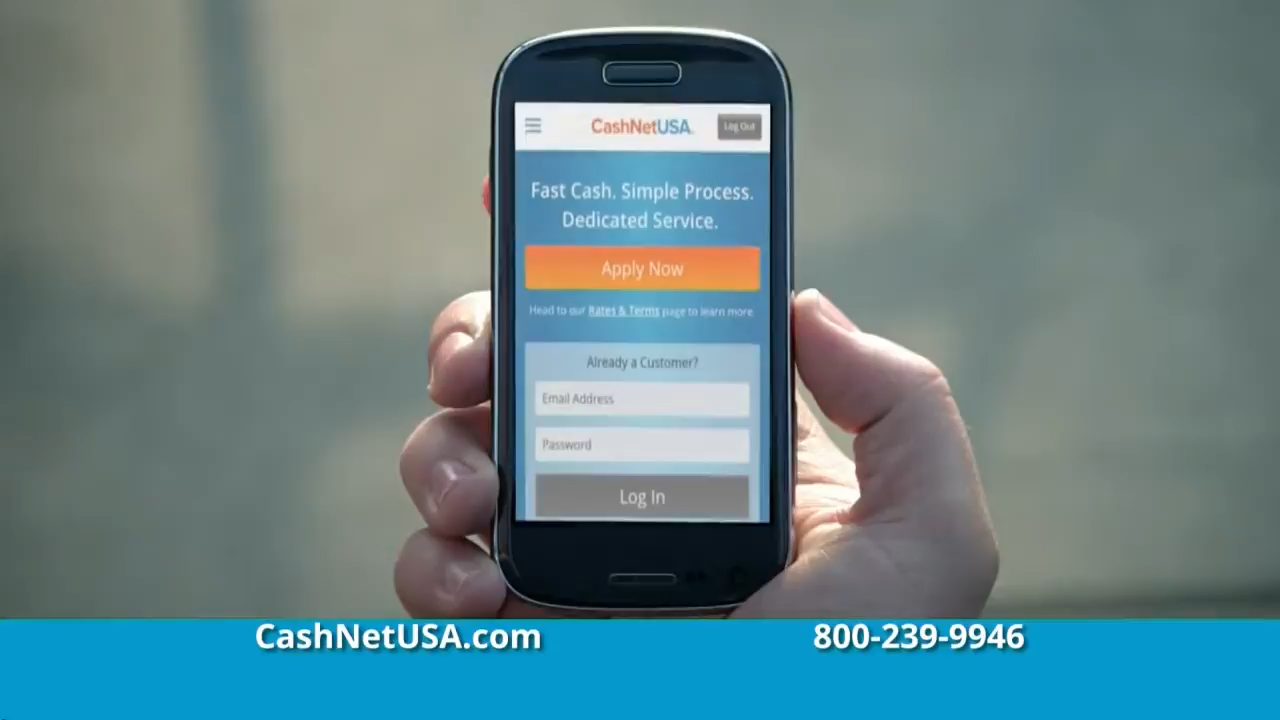 CashNetUSA
Log Out
Fast Cash. Simple Process.
Dedicated Service.
Apply Now
Head to our Rates & Terms page to learn more.
Already a Customer?
Email Address
Password
Log In
CashNetUSA.com
800-239-9946